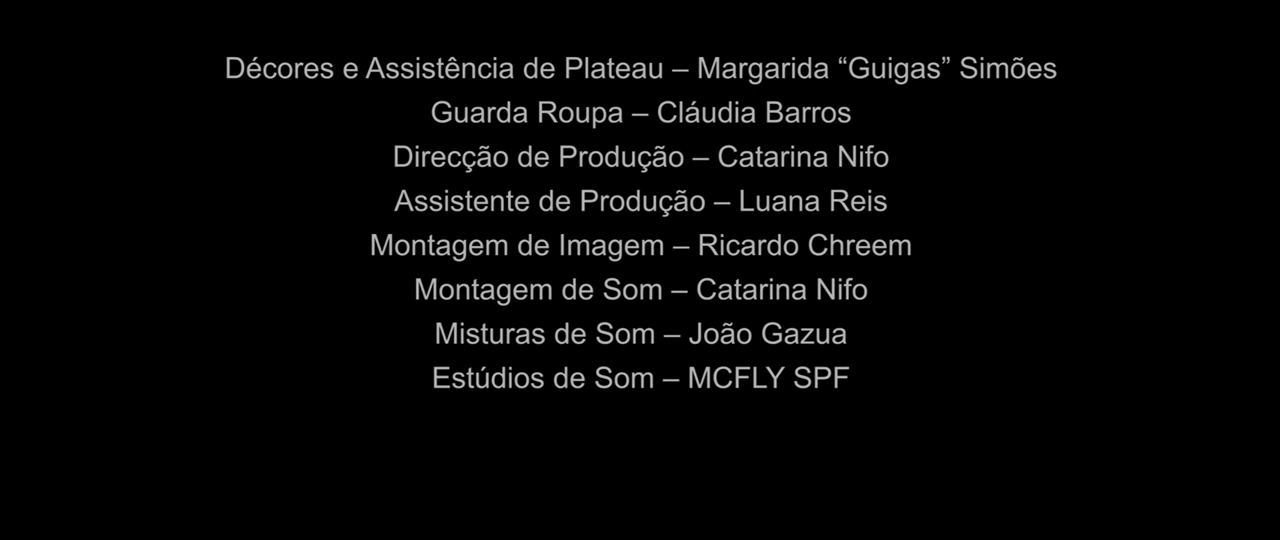 Décores e Assistência de Plateau – Margarida “Guigas” Simões
Guarda Roupa – Cláudia Barros
Direcção de Produção – Catarina Nifo
Assistente de Produção – Luana Reis
Montagem de Imagem – Ricardo Chreem
Montagem de Som – Catarina Nifo
Misturas de Som – João Gazua
Estúdios de Som – MCFLY SPF